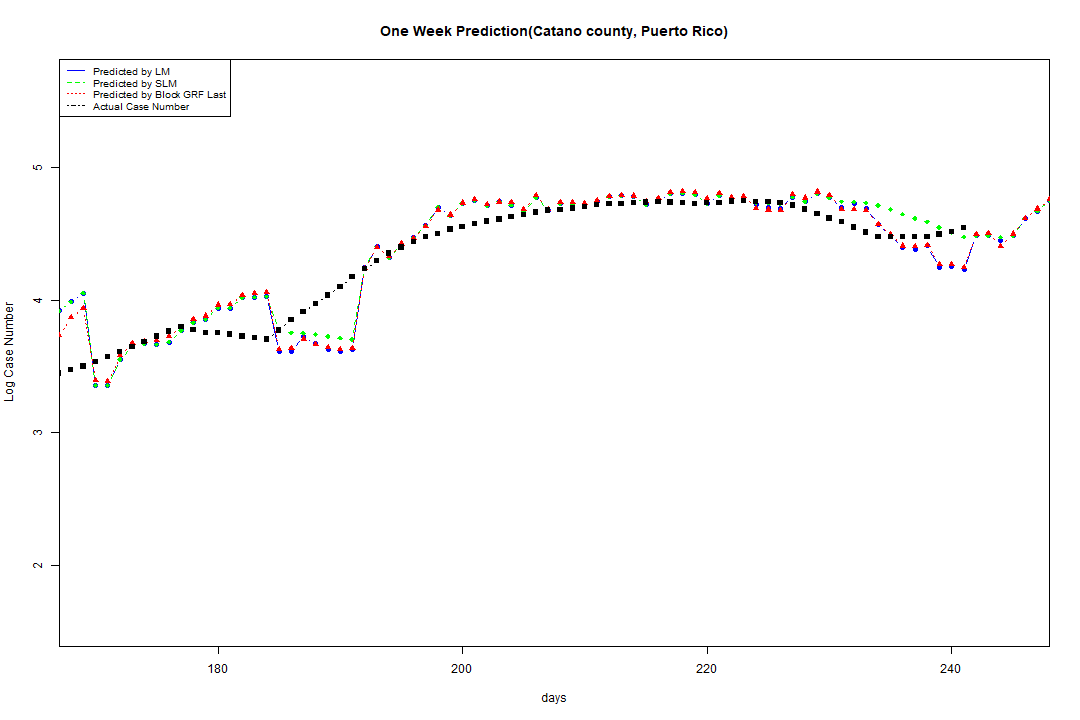 One Week Prediction(Catano county, Puerto Rico)
Predicted by LM
Predicted by SLM
Predicted by Block GRF Last
Actual Case Number
5
4
3
2
Log Case Number
180
200
220
240
days